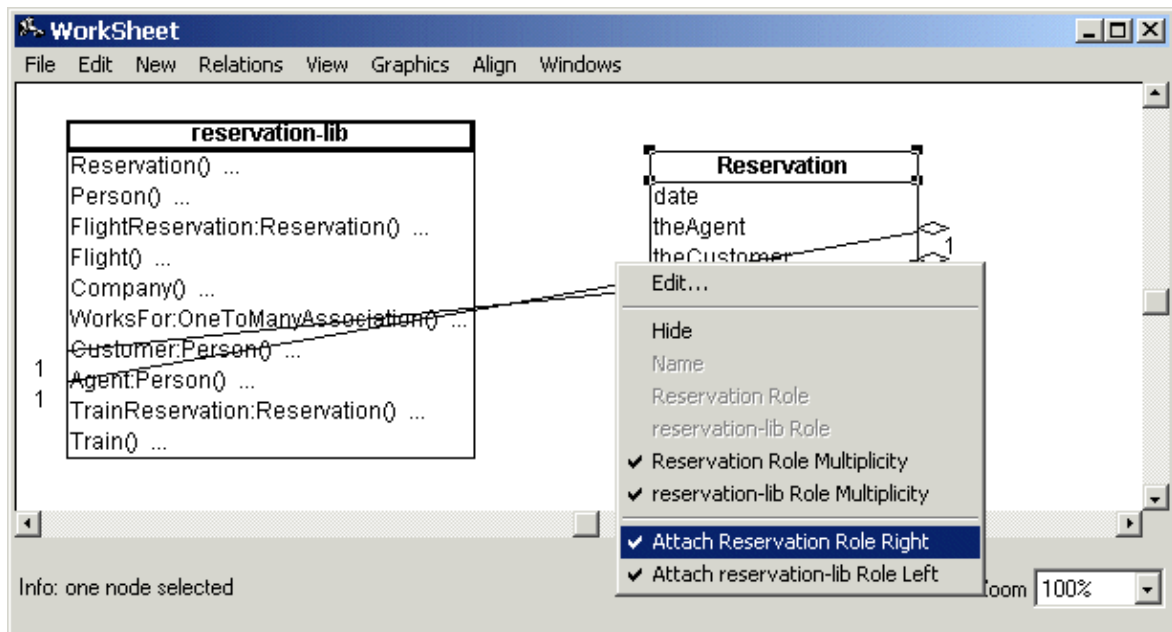 WorkSheet
File Edit New Relations View Graphics Align Windows
reservation-lib
Reservation() ...
Person() ...
FlightReservation:Reservation() ...
Flight() ...
Company() ...
WorksFor:OneToManyAssociation() ...
Customer:Person() ...
Agent:Person() ...
TrainReservation:Reservation() ...
Train() ...
1
1
Reservation
date
theAgent
theCustomer
1
Edit...
Hide
Name
Reservation Role
reservation-lib Role
Reservation Role Multiplicity
reservation-lib Role Multiplicity
Attach Reservation Role Right
Attach reservation-lib Role Left
Info: one node selected
oom 100%